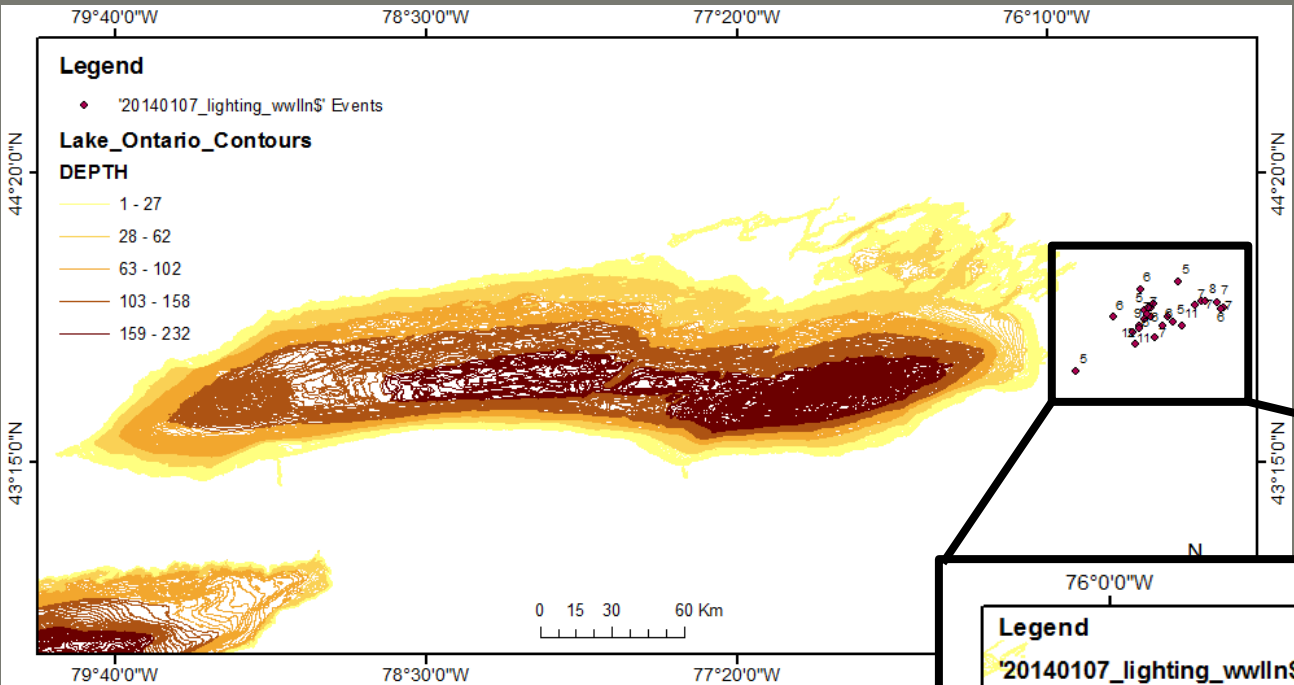 79°40'0"W 78°30'0"W 77°20'0"W 76°10'0"W
Legend
'20140107_lighting_wwlln$' Events
Lake_Ontario_Contours
DEPTH
44°20'0"N 44°20'0"N
1 - 27
28 - 62
63 - 102
103 - 158
159 - 232
5
6
7 8 7
5 7
6 9 5 11 7
6 6
11 7
5
43°15'0"N 43°15'0"N
N
0 15 30 60 Km
79°40'0"W 78°30'0"W 77°20'0"W
76°0'0"W
Legend
'20140107_lighting_wwlln$